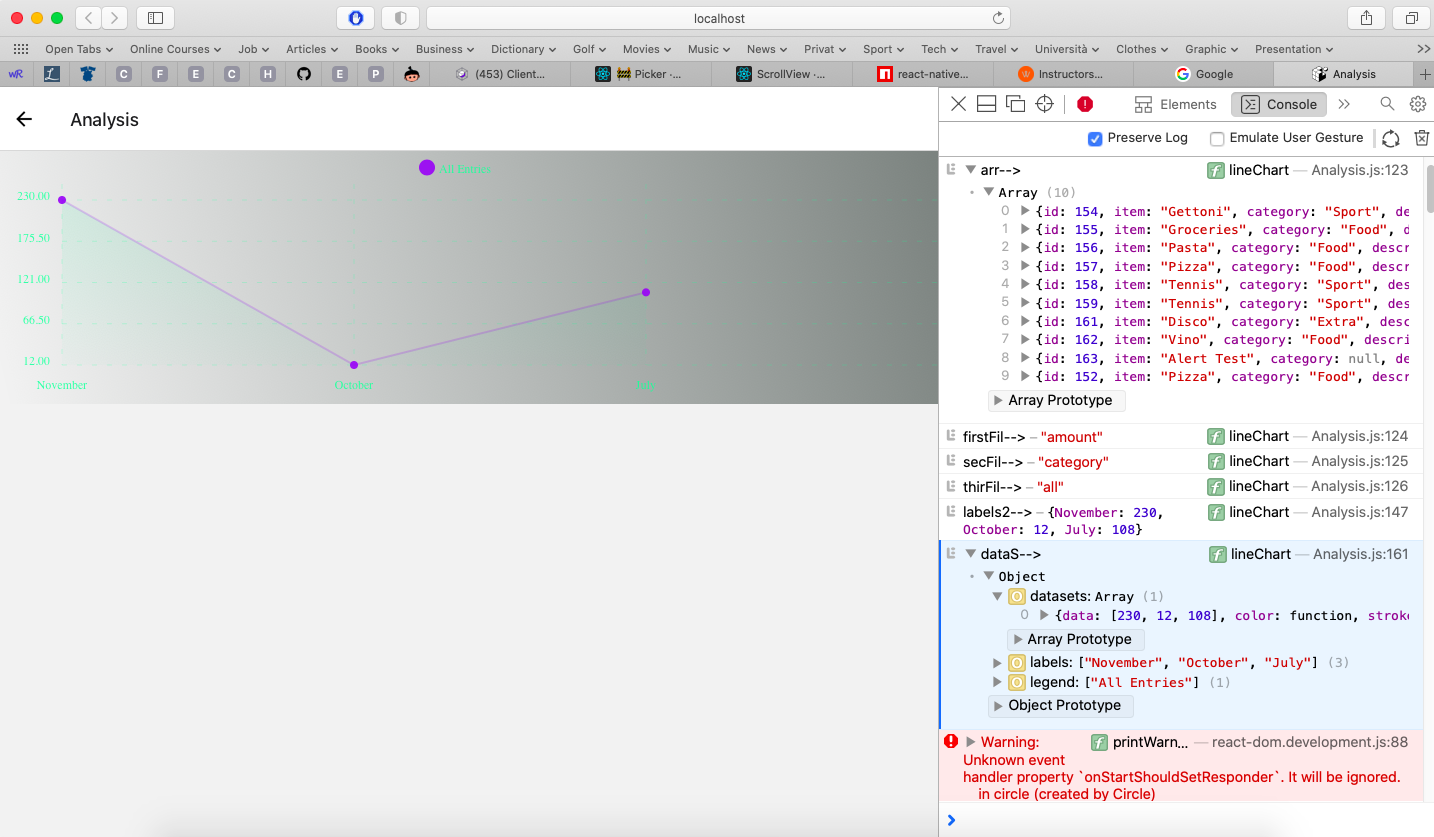 localhost
Open Tabs Online Courses Job Articles Books Business Dictionary Golf Movies Music News Privat Sport Tech Travel Università Clothes Graphic Presentation
wR C F E C H E P (453) Client... Picker ·... ScrollView ·... react-native... Instructors... Google Analysis
Analysis
All Entries
230.00
175.50
121.00
66.50
12.00
November October July
Elements Console
Preserve Log Emulate User Gesture
arr--> f lineChart — Analysis.js:123
Array (10)
0 {id: 154, item: "Gettoni", category: "Sport", de
1 {id: 155, item: "Groceries", category: "Food", d
2 {id: 156, item: "Pasta", category: "Food", descr
3 {id: 157, item: "Pizza", category: "Food", descr
4 {id: 158, item: "Tennis", category: "Sport", des
5 {id: 159, item: "Tennis", category: "Sport", des
6 {id: 161, item: "Disco", category: "Extra", desc
7 {id: 162, item: "Vino", category: "Food", descri
8 {id: 163, item: "Alert Test", category: null, de
9 {id: 152, item: "Pizza", category: "Food", descr
Array Prototype
firstFil--> – "amount" f lineChart — Analysis.js:124
secFil--> – "category" f lineChart — Analysis.js:125
thirFil--> – "all" f lineChart — Analysis.js:126
labels2--> – {November: 230, f lineChart — Analysis.js:147
October: 12, July: 108}
dataS--> f lineChart — Analysis.js:161
Object
O datasets: Array (1)
0 {data: [230, 12, 108], color: function, stroke
Array Prototype
O labels: ["November", "October", "July"] (3)
O legend: ["All Entries"] (1)
Object Prototype
Warning: f printWarn... — react-dom.development.js:88
Unknown event
handler property `onStartShouldSetResponder`. It will be ignored.
in circle (created by Circle)